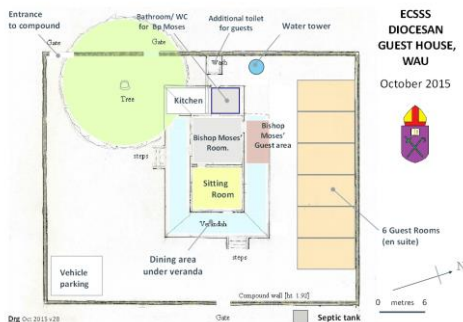 Entrance
to compound
Gate
Bathroom/ WC
for Bp Moses
Additional toilet
for guests
Water tower
ECSSS
DIOCESAN
GUEST HOUSE,
WAU
October 2015
Gate
Wash
Tree
Kitchen
Bishop Moses'
Room.
Bishop
Moses'
Guest area
steps
Sitting
Room
Verandah
steps
Dining area
under veranda
6 Guest Rooms
(en suite)
Vehicle
parking
N
Compound wall [ht. 1.92]
0 metres 6
Drg Oct 2015 v28
Gate
Septic tank